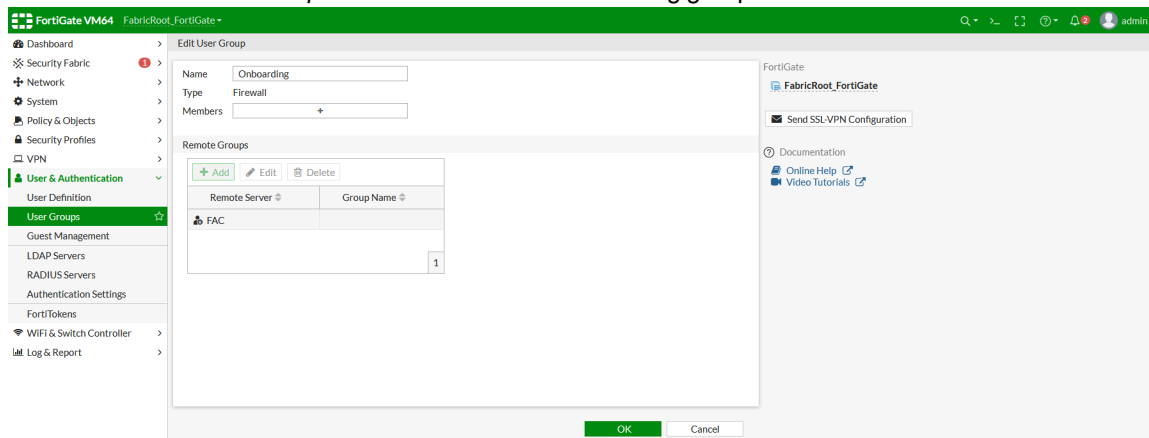 FortiGate VM64 FabricRoot_FortiGate
admin
2
Dashboard
Security Fabric 1
Network
System
Policy & Objects
Security Profiles
VPN
User & Authentication
User Definition
User Groups
Guest Management
LDAP Servers
RADIUS Servers
Authentication Settings
FortiTokens
WiFi & Switch Controller
Log & Report
Edit User Group
Name Onboarding
Type Firewall
Members +
Remote Groups
+ Add Edit Delete
Remote Server Group Name
FAC
1
OK Cancel
FortiGate
FabricRoot_FortiGate
Send SSL-VPN Configuration
Documentation
Online Help
Video Tutorials